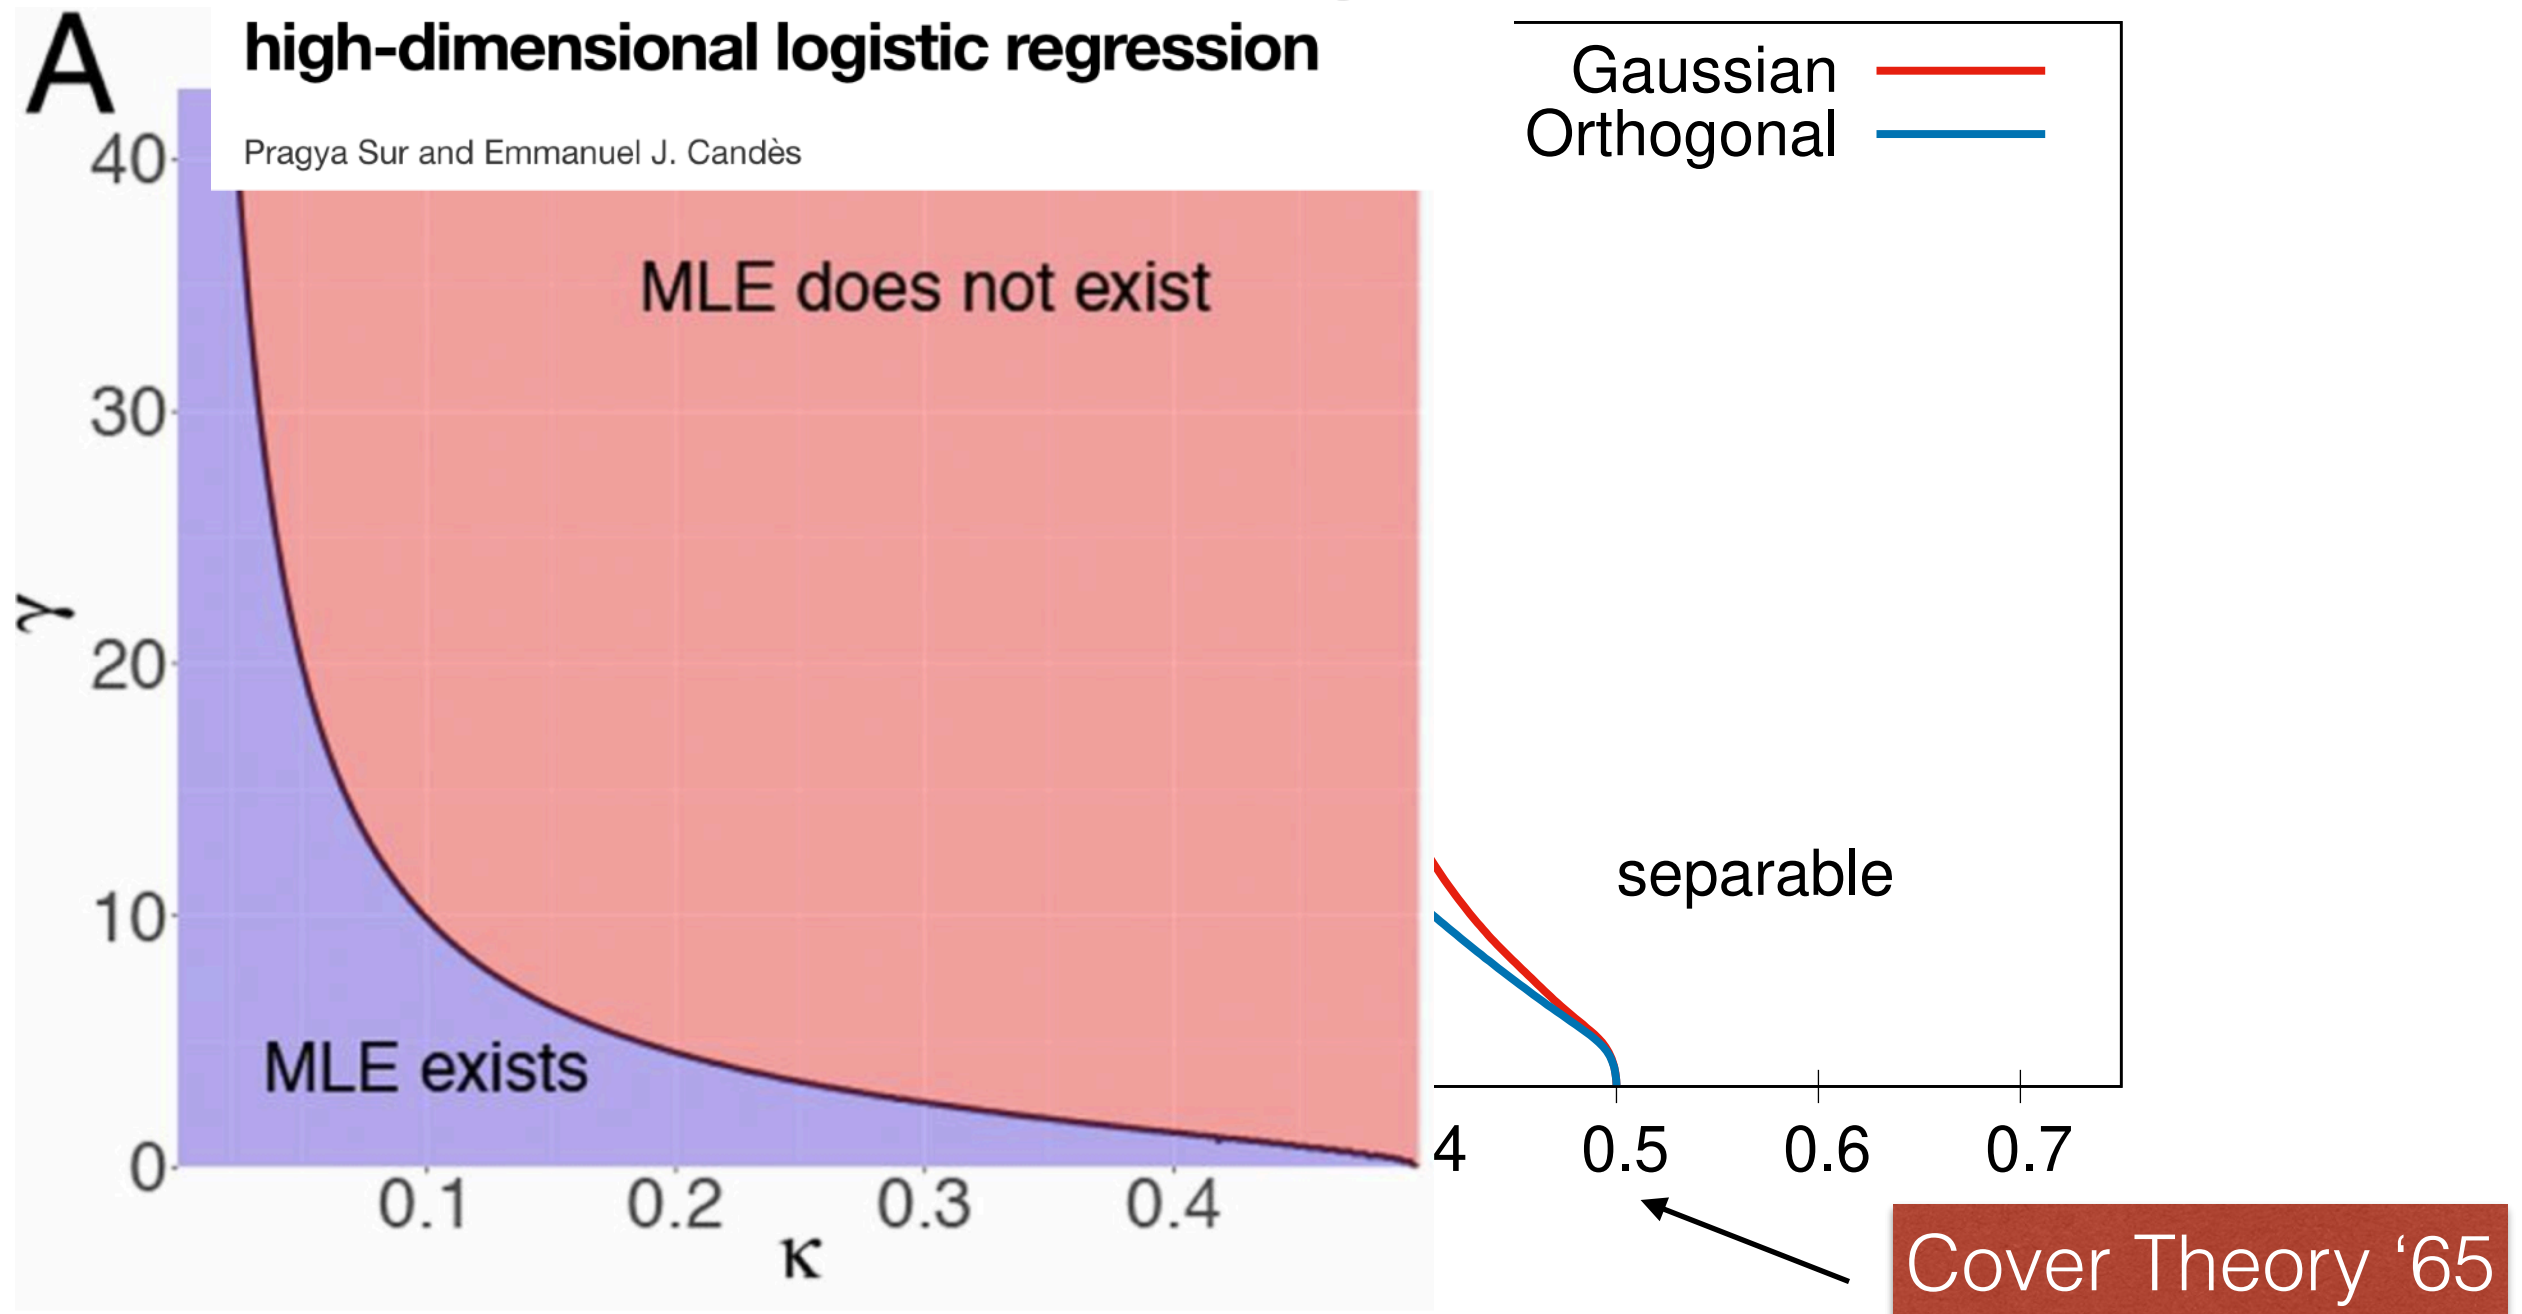 A
high-dimensional logistic regression
Pragya Sur and Emmanuel J. Candès
40
30
20
10
0
γ
MLE does not exist
MLE exists
0.1
0.2
0.3
0.4
κ
Gaussian
Orthogonal
separable
4
0.5
0.6
0.7
Cover Theory ‘65